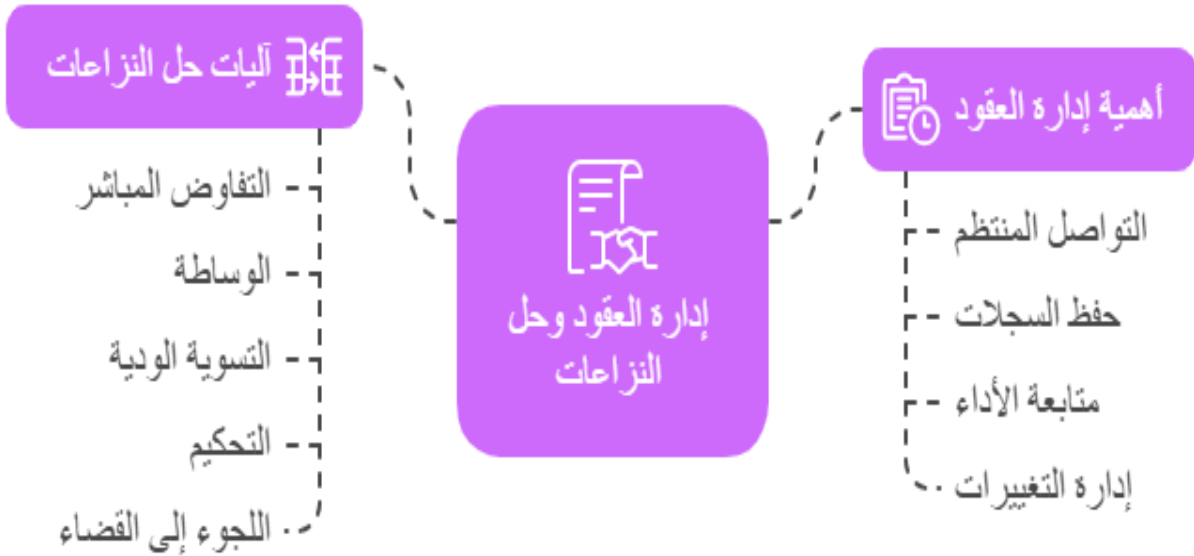 إدارة العقود وحل
النزاعات
أهمية إدارة العقود
التواصل المنتظم
حفظ السجلات
متابعة الأداء
إدارة التغييرات
آليات حل النزاعات
التفاوض المباشر
الوساطة
التسوية الودية
التحكيم
اللجوء إلى القضاء